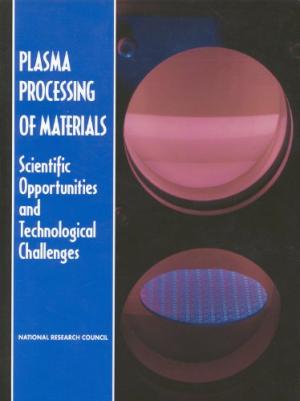 PLASMA
PROCESSING
OF MATERIALS
Scientific
Opportunities
and
Technological
Challenges
NATIONAL RESEARCH COUNCIL